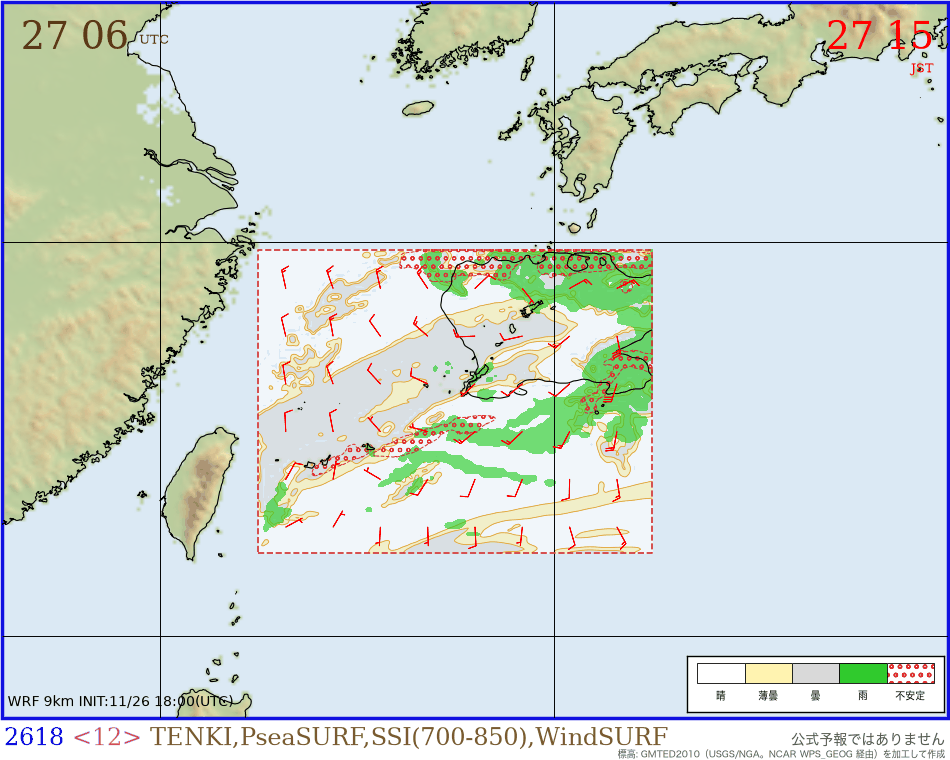 27 06 UTC
27 15
JST
晴 薄曇 曇 雨 不安定
WRF 9km INIT:11/26 18:00(UTC)
2618 <12> TENKI,PseaSURF,SSI(700-850),WindSURF
公式予報ではありません
標高: GMTED2010（USGS/NGA。NCAR WPS_GEOG 経由）を加工して作成